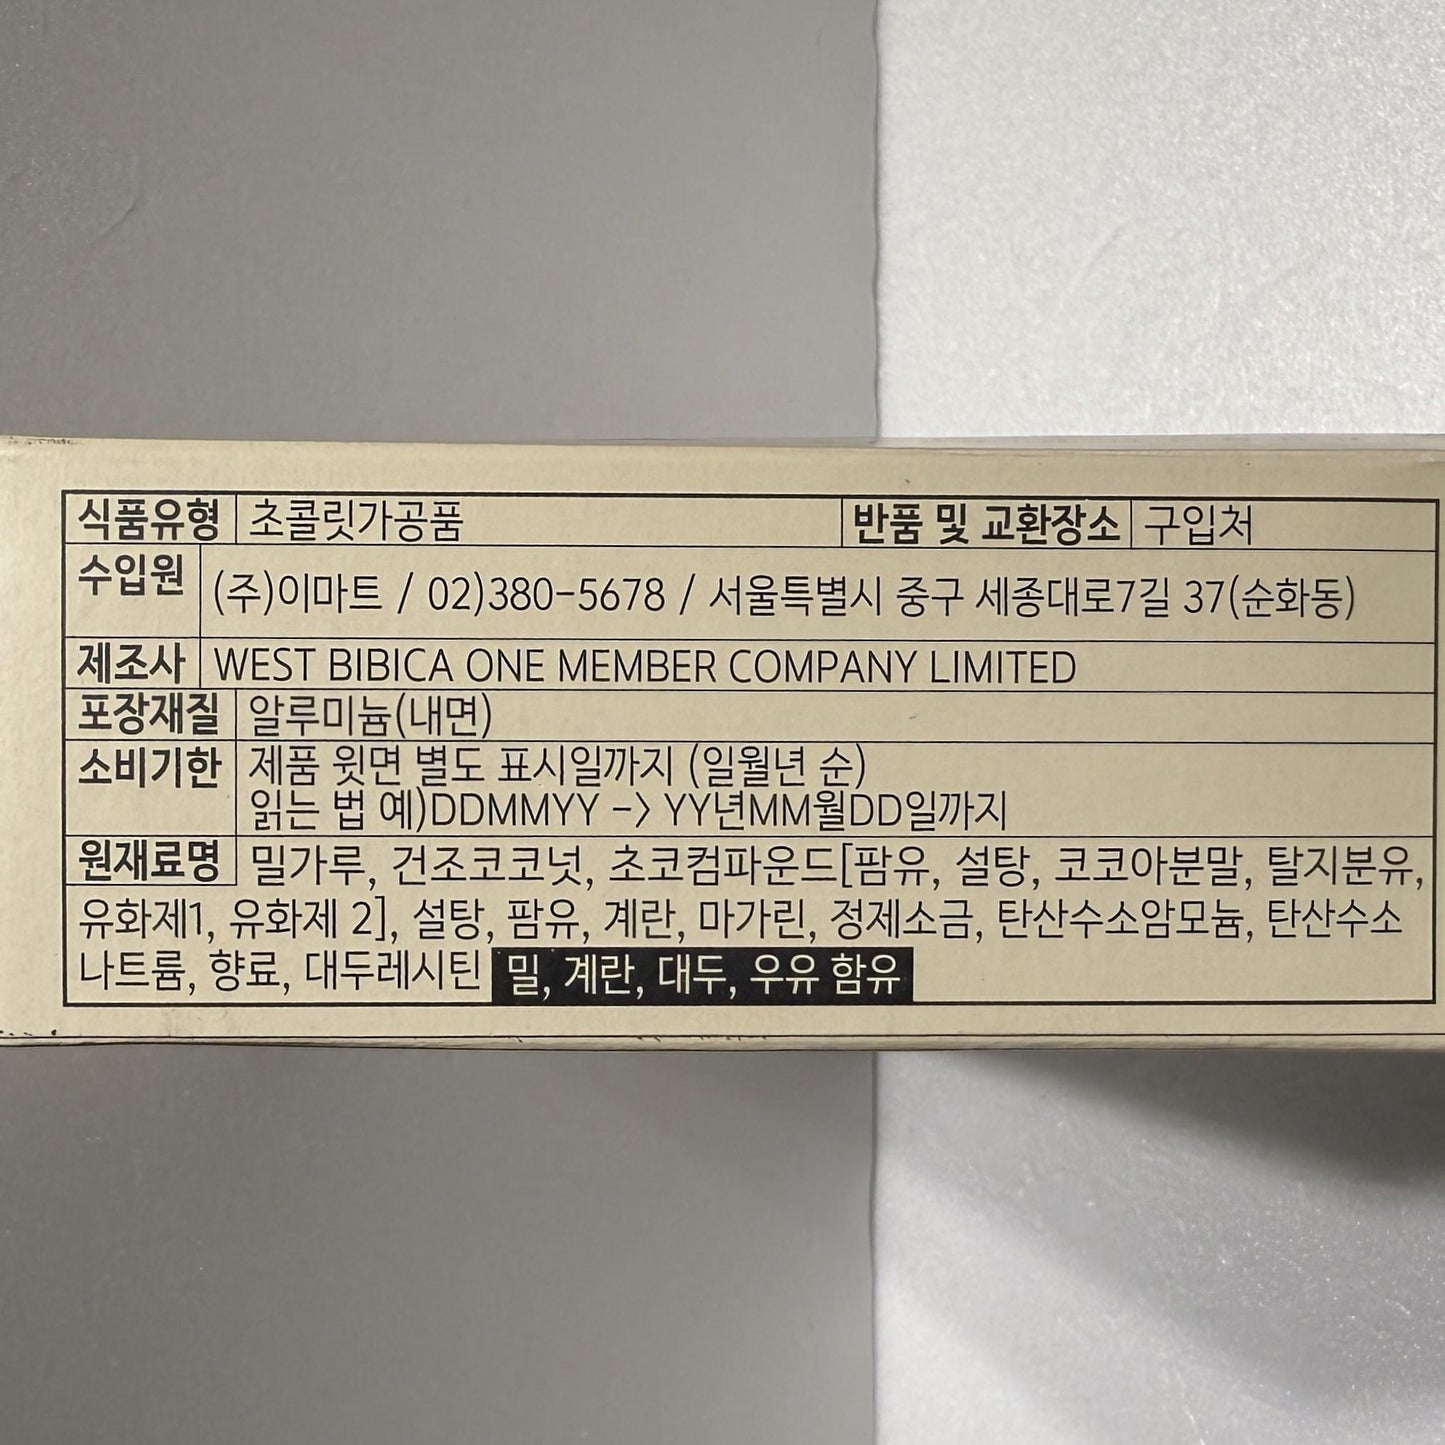 식품유형 초콜릿가공품 반품 및 교환장소 구입처
수입원 (주)이마트 / 02)380-5678 / 서울특별시 중구 세종대로7길 37(순화동)
제조사 WEST BIBICA ONE MEMBER COMPANY LIMITED
포장재질 알루미늄(내면)
소비기한 제품 윗면 별도 표시일까지 (일월년 순)
읽는 법 예)DDMMYY -> YY년MM월DD일까지
원재료명 밀가루, 건조코코넛, 초코컴파운드[팜유, 설탕, 코코아분말, 탈지분유,
유화제1, 유화제 2], 설탕, 팜유, 계란, 마가린, 정제소금, 탄산수소암모늄, 탄산수소
나트륨, 향료, 대두레시틴 밀, 계란, 대두, 우유 함유